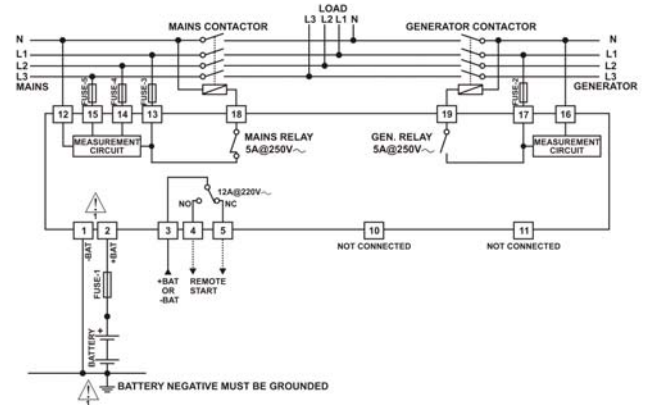 LOAD
MAINS CONTACTOR
L3 L2 L1 N
GENERATOR CONTACTOR
N
N
L1
L1
L2
L2
L3
L3
MAINS
GENERATOR
FUSE-5
FUSE-4
FUSE-3
FUSE-2
12
15
14
13
18
19
17
16
MEASUREMENT
CIRCUIT
MAINS RELAY
5A@250V~
GEN. RELAY
5A@250V~
MEASUREMENT
CIRCUIT
12A@220V~
NO
NC
1
2
3
4
5
10
11
-BAT
+BAT
NOT CONNECTED
NOT CONNECTED
+BAT
OR
-BAT
REMOTE
START
FUSE-1
BATTERY
+
BATTERY NEGATIVE MUST BE GROUNDED